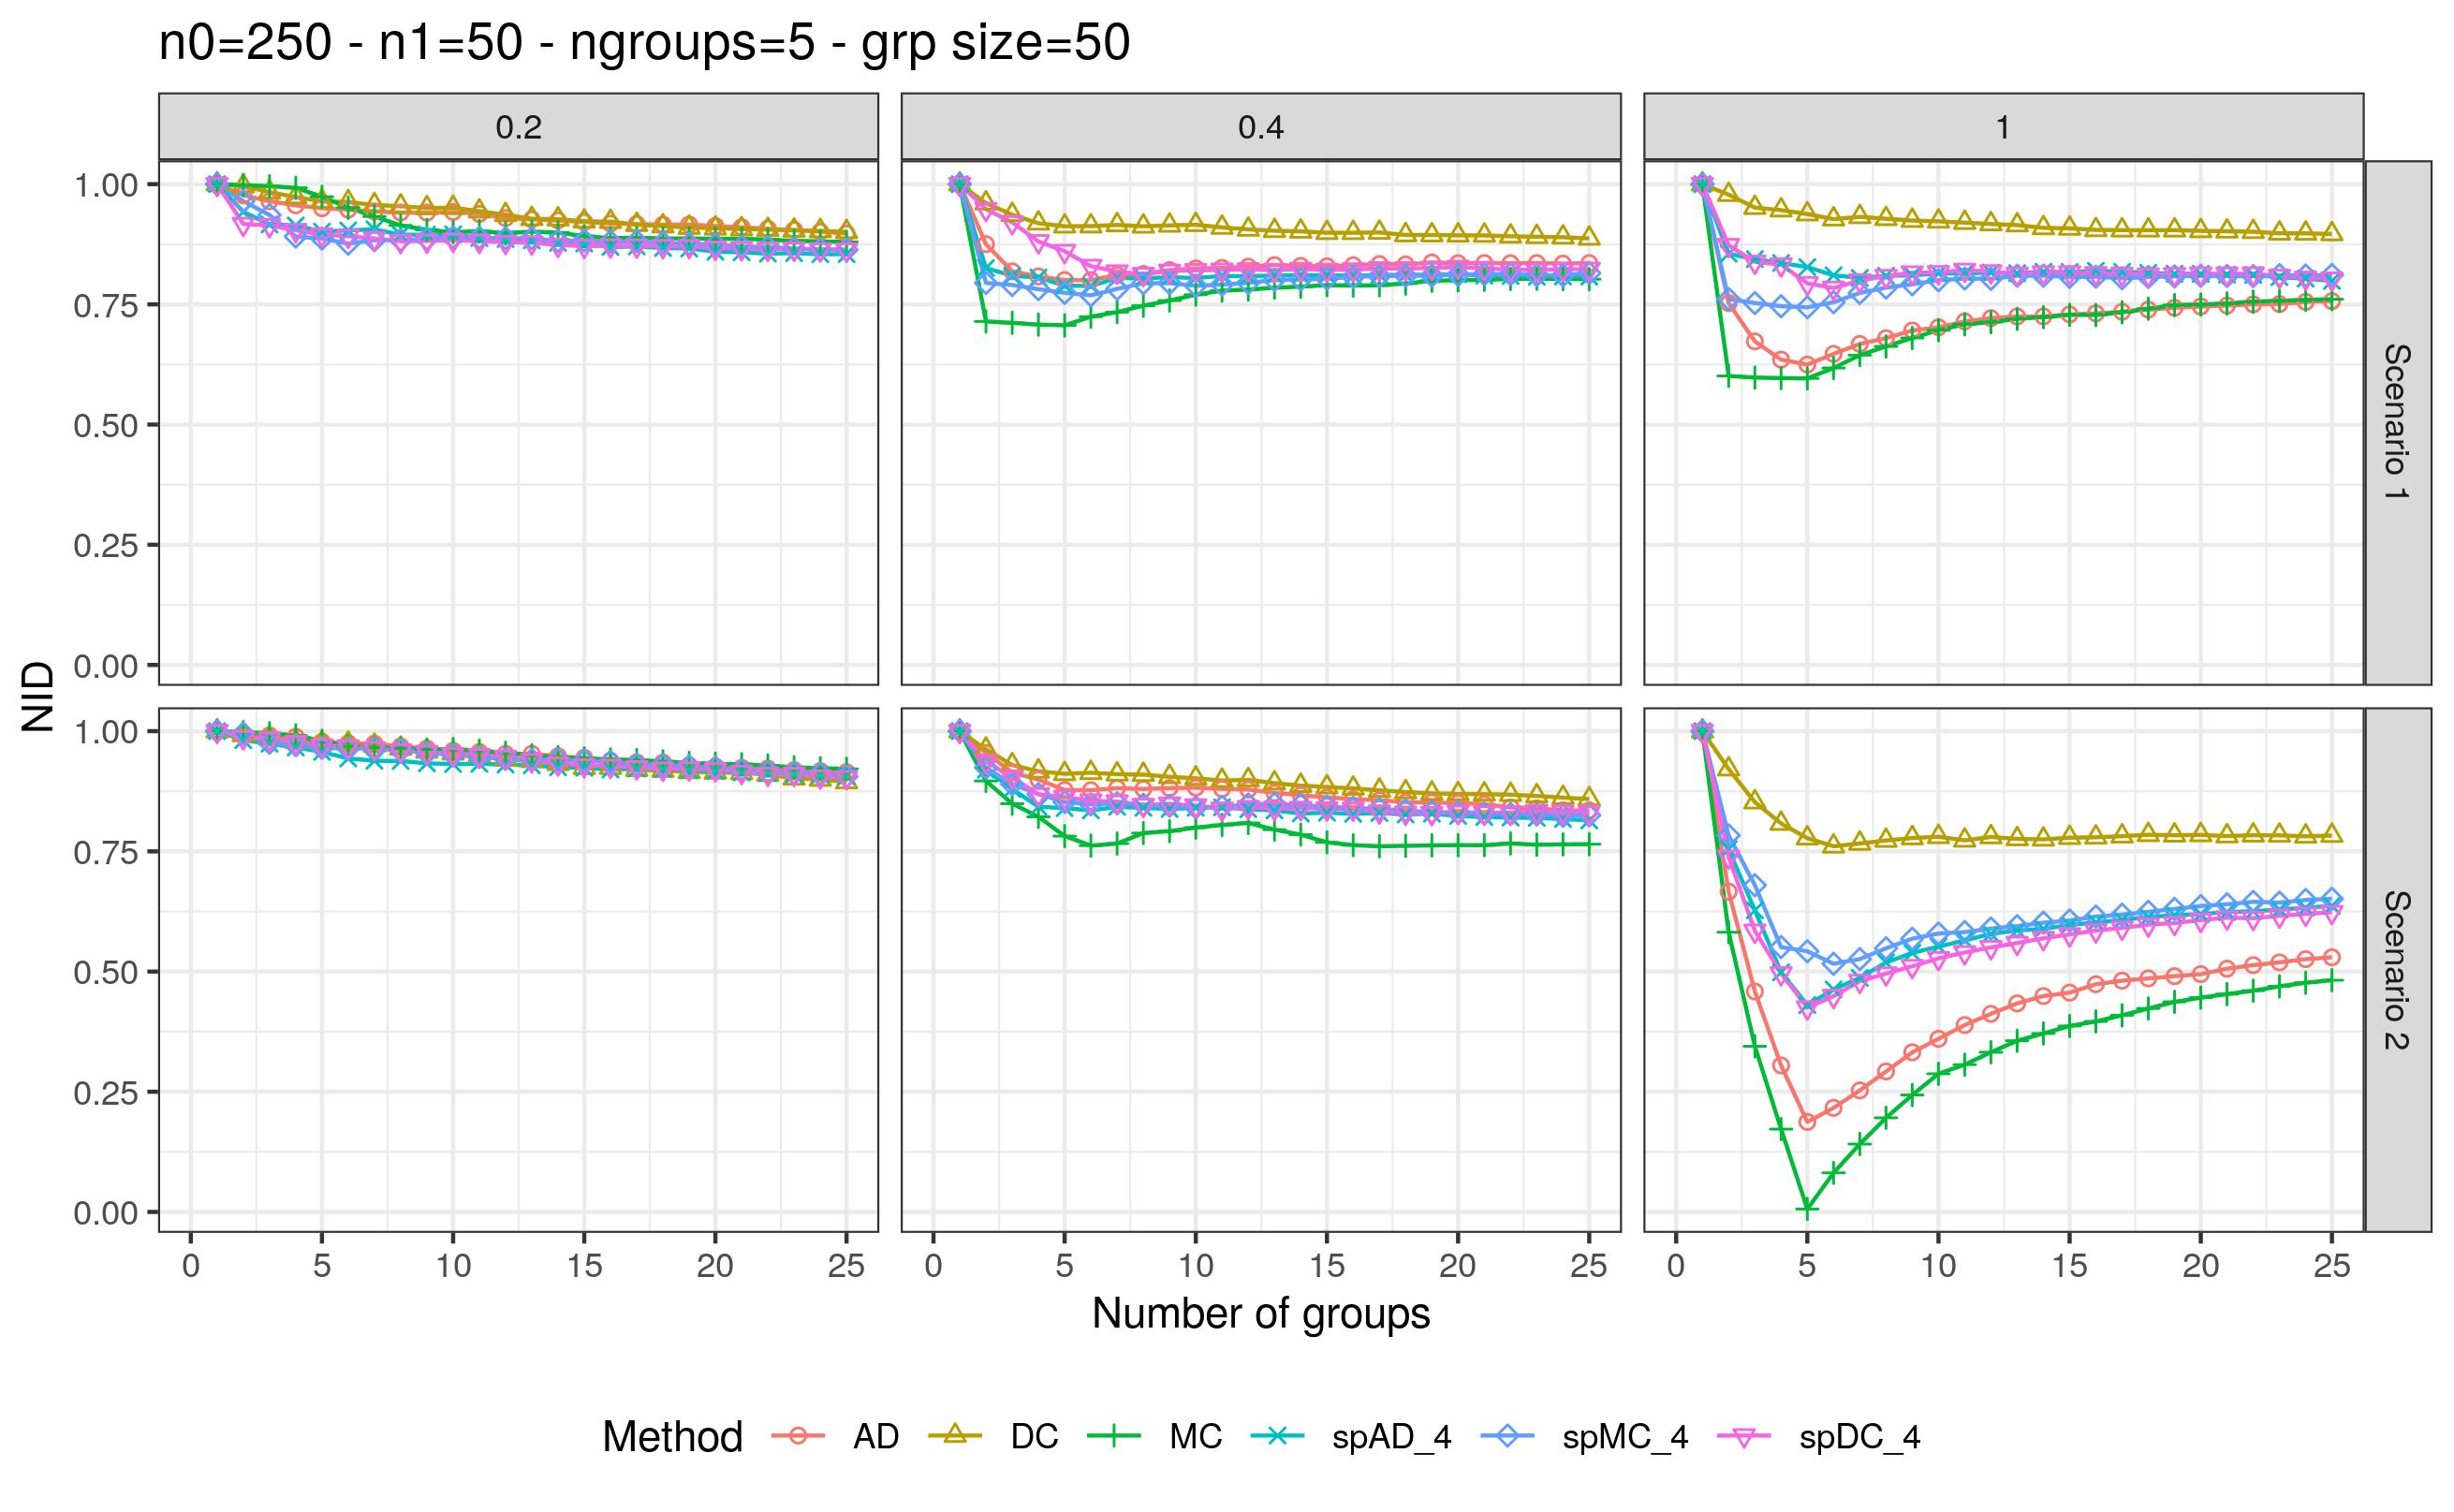 n0=250 - n1=50 - ngroups=5 - grp size=50
0.2 0.4 1
1.00
0.75
0.50
0.25
0.00
Scenario 1
NID
1.00
0.75
0.50
0.25
0.00
Scenario 2
0 5 10 15 20 25 0 5 10 15 20 25 0 5 10 15 20 25
Number of groups
Method AD DC MC spAD_4 spMC_4 spDC_4